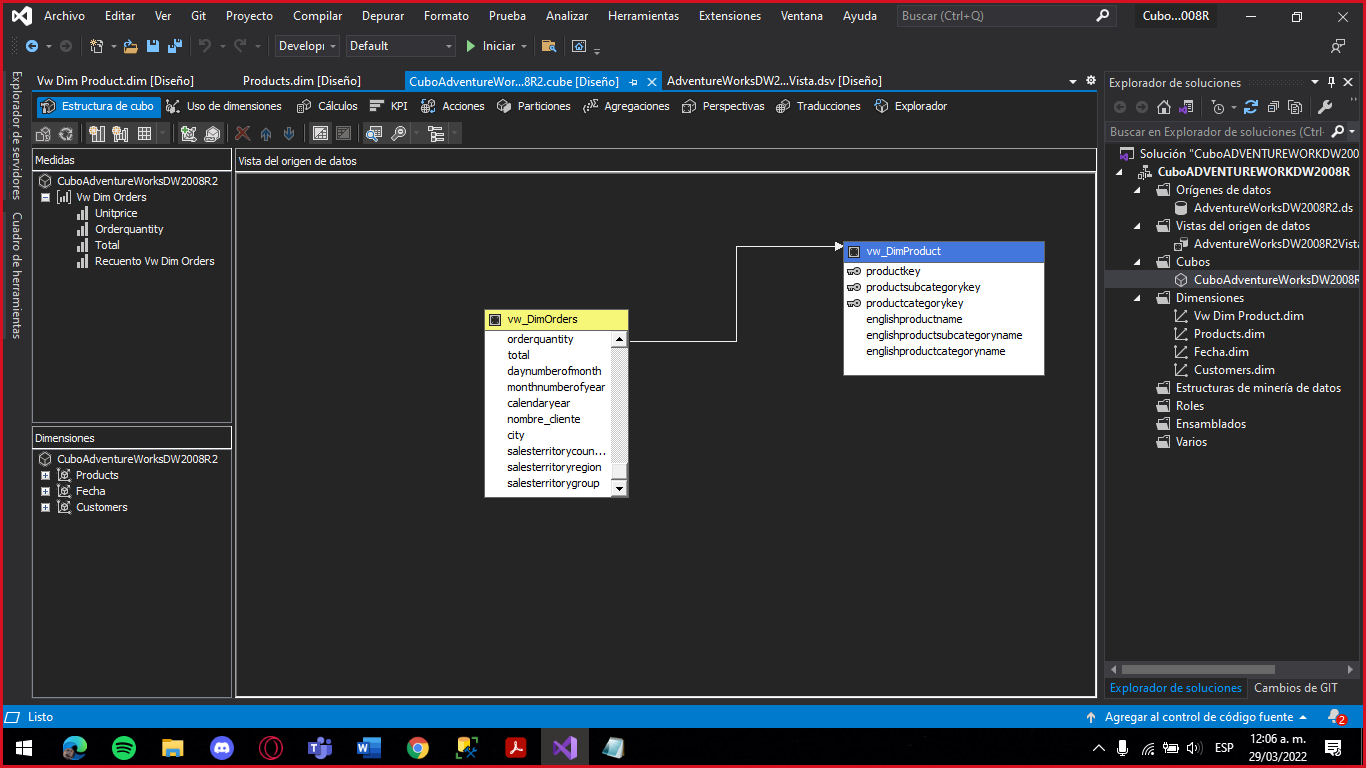 Archivo Editar Ver Git Proyecto Compilar Depurar Formato Prueba Analizar Herramientas Extensiones Ventana Ayuda Buscar (Ctrl+Q) Cubo...008R
Developı Default Iniciar
Vw Dim Product.dim [Diseño] Products.dim [Diseño] CuboAdventureWor...8R2.cube [Diseño] AdventureWorksDW2...Vista.dsv [Diseño]
Estructura de cubo Uso de dimensiones Cálculos KPI Acciones Particiones Agregaciones Perspectivas Traducciones Explorador
Explorador de servidores
Cuadro de herramientas
Medidas
CuboAdventureWorksDW2008R2
Vw Dim Orders
Unitprice
Orderquantity
Total
Recuento Vw Dim Orders
Dimensiones
CuboAdventureWorksDW2008R2
Products
Fecha
Customers
Vista del origen de datos
vw_DimOrders
orderquantity
total
daynumberofmonth
monthnumberofyear
calendaryear
nombre_cliente
city
salesterritorycoun...
salesterritoryregion
salesterritorygroup
vw_DimProduct
productkey
productsubcategorykey
productcategorykey
englishproductname
englishproductsubcategoryname
englishproductcategoryname
Explorador de soluciones
Buscar en Explorador de soluciones (Ctrl-
Solución "CuboADVENTUREWORKDW200
CuboADVENTUREWORKDW2008R
Orígenes de datos
AdventureWorksDW2008R2.ds
Vistas del origen de datos
AdventureWorksDW2008R2Vista
Cubos
CuboAdventureWorksDW2008R
Dimensiones
Vw Dim Product.dim
Products.dim
Fecha.dim
Customers.dim
Estructuras de minería de datos
Roles
Ensamblados
Varios
Explorador de soluciones Cambios de GIT
Listo Agregar al control de código fuente 2
ESP 12:06 a. m.
29/03/2022